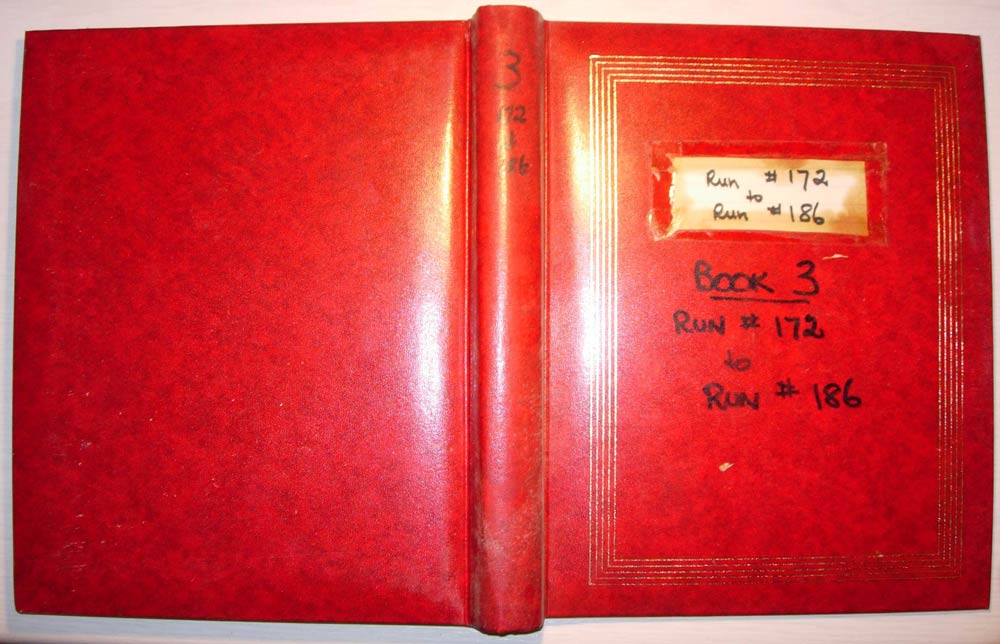 3
172
to
186
Run # 172
to
Run # 186
BOOK 3
RUN # 172
to
RUN # 186